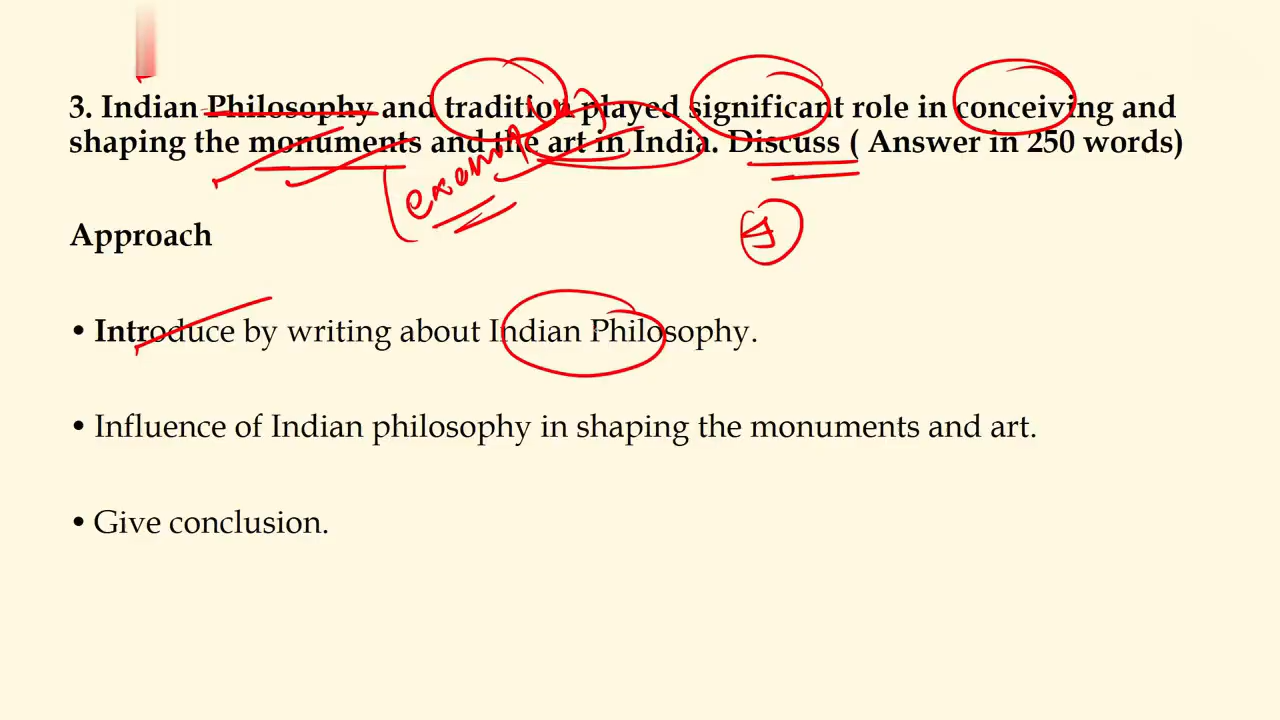 3. Indian Philosophy and tradition played significant role in conceiving and
shaping the monuments and the art in India. Discuss ( Answer in 250 words)
Approach
• Introduce by writing about Indian Philosophy.
• Influence of Indian philosophy in shaping the monuments and art.
• Give conclusion.